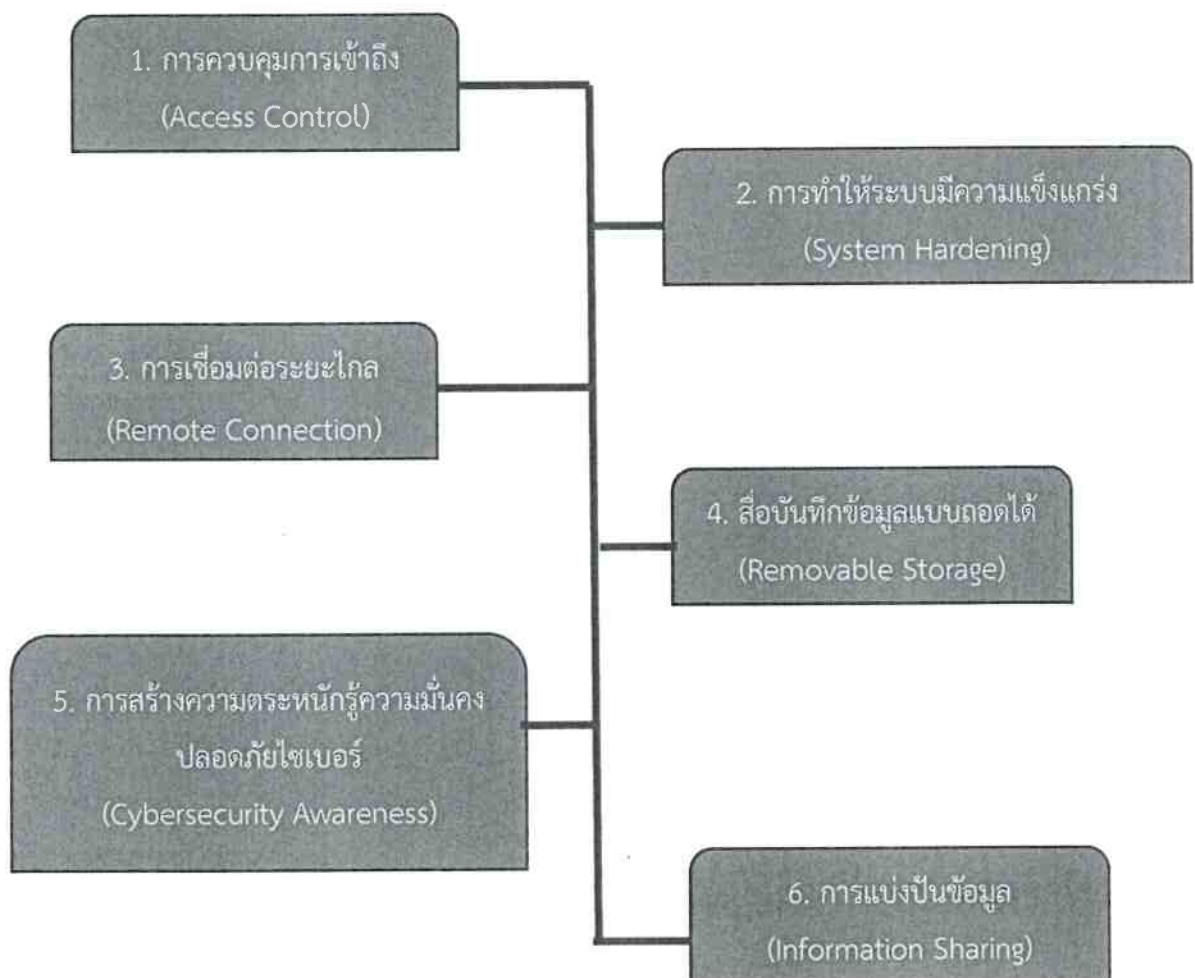 1. การควบคุมการเข้าถึง
(Access Control)
2. การทำให้ระบบมีความแข็งแกร่ง
(System Hardening)
3. การเชื่อมต่อระยะไกล
(Remote Connection)
4. สื่อบันทึกข้อมูลแบบถอดได้
(Removable Storage)
5. การสร้างความตระหนักรู้ความมั่นคง
ปลอดภัยไซเบอร์
(Cybersecurity Awareness)
6. การแบ่งปันข้อมูล
(Information Sharing)